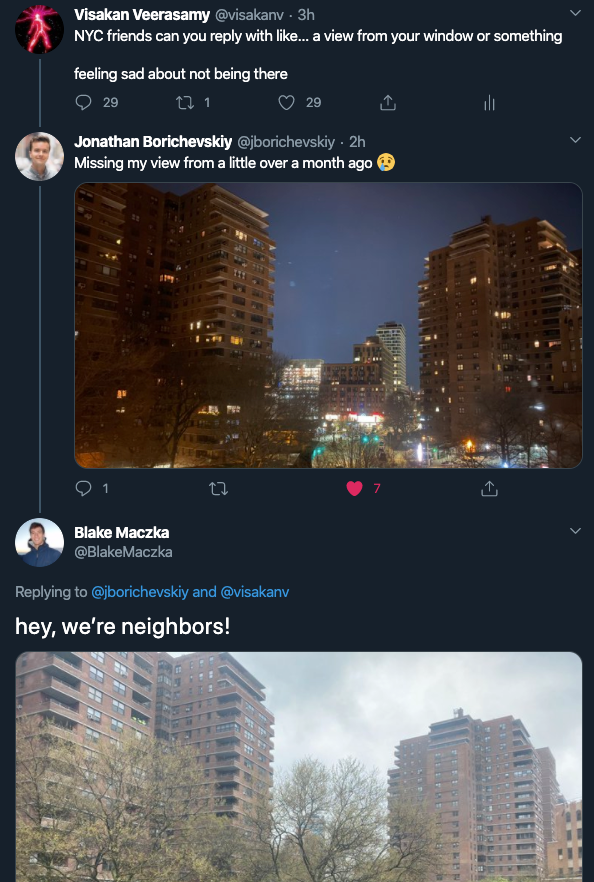 Visakan Veerasamy @visakanv · 3h
NYC friends can you reply with like... a view from your window or something
feeling sad about not being there
29 1 29
Jonathan Borichevskiy @jborichevskiy · 2h
Missing my view from a little over a month ago 😢
1 7
Blake Maczka
@BlakeMaczka
Replying to @jborichevskiy and @visakanv
hey, we're neighbors!